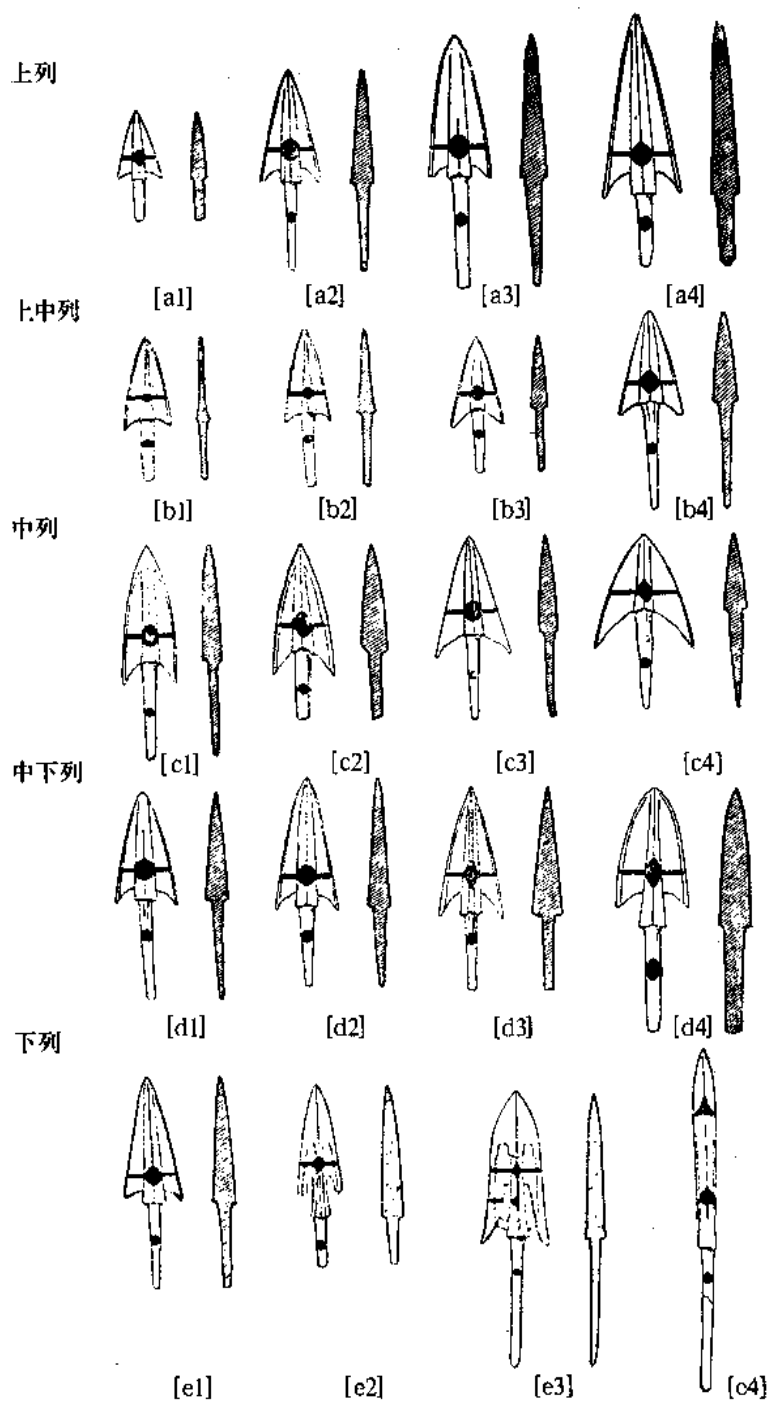 上列
[a1] [a2] [a3] [a4]
上中列
[b1] [b2] [b3] [b4]
中列
[c1] [c2] [c3] [c4]
中下列
[d1] [d2] [d3] [d4]
下列
[e1] [e2] [e3] [e4]